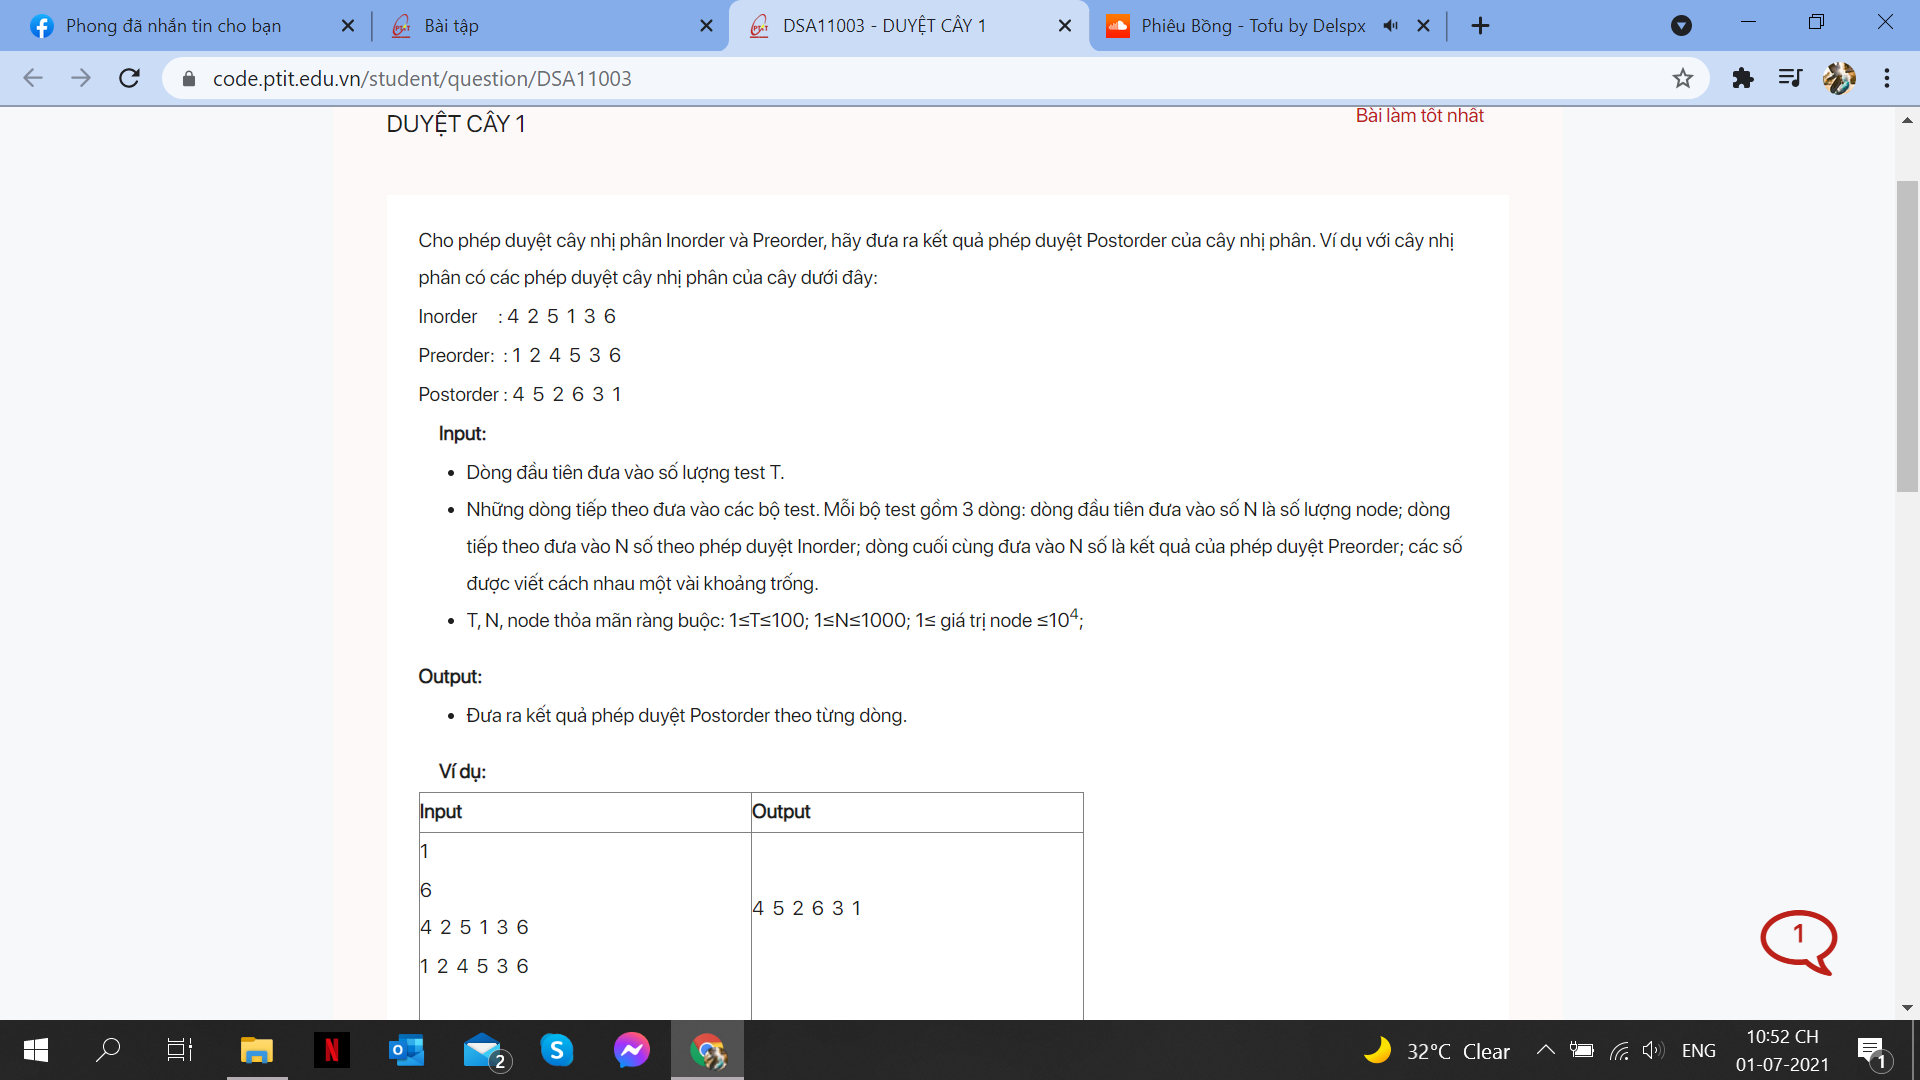 Phong đã nhắn tin cho bạn
Bài tập
DSA11003 - DUYỆT CÂY 1
Phiêu Bồng - Tofu by Delspx
code.ptit.edu.vn/student/question/DSA11003
DUYỆT CÂY 1
Bài làm tốt nhất
Cho phép duyệt cây nhị phân Inorder và Preorder, hãy đưa ra kết quả phép duyệt Postorder của cây nhị phân. Ví dụ với cây nhị
phân có các phép duyệt cây nhị phân của cây dưới đây:
Inorder : 4 2 5 1 3 6
Preorder: : 1 2 4 5 3 6
Postorder : 4 5 2 6 3 1
Input:
• Dòng đầu tiên đưa vào số lượng test T.
• Những dòng tiếp theo đưa vào các bộ test. Mỗi bộ test gồm 3 dòng: dòng đầu tiên đưa vào số N là số lượng node; dòng
tiếp theo đưa vào N số theo phép duyệt Inorder; dòng cuối cùng đưa vào N số là kết quả của phép duyệt Preorder; các số
được viết cách nhau một vài khoảng trống.
• T, N, node thỏa mãn ràng buộc: 1≤T≤100; 1≤N≤1000; 1≤ giá trị node ≤10⁴;
Output:
• Đưa ra kết quả phép duyệt Postorder theo từng dòng.
Ví dụ:
Input
Output
1
6
4 2 5 1 3 6
1 2 4 5 3 6
4 5 2 6 3 1
1
N
2
32°C Clear
ENG
10:52 CH
01-07-2021
1